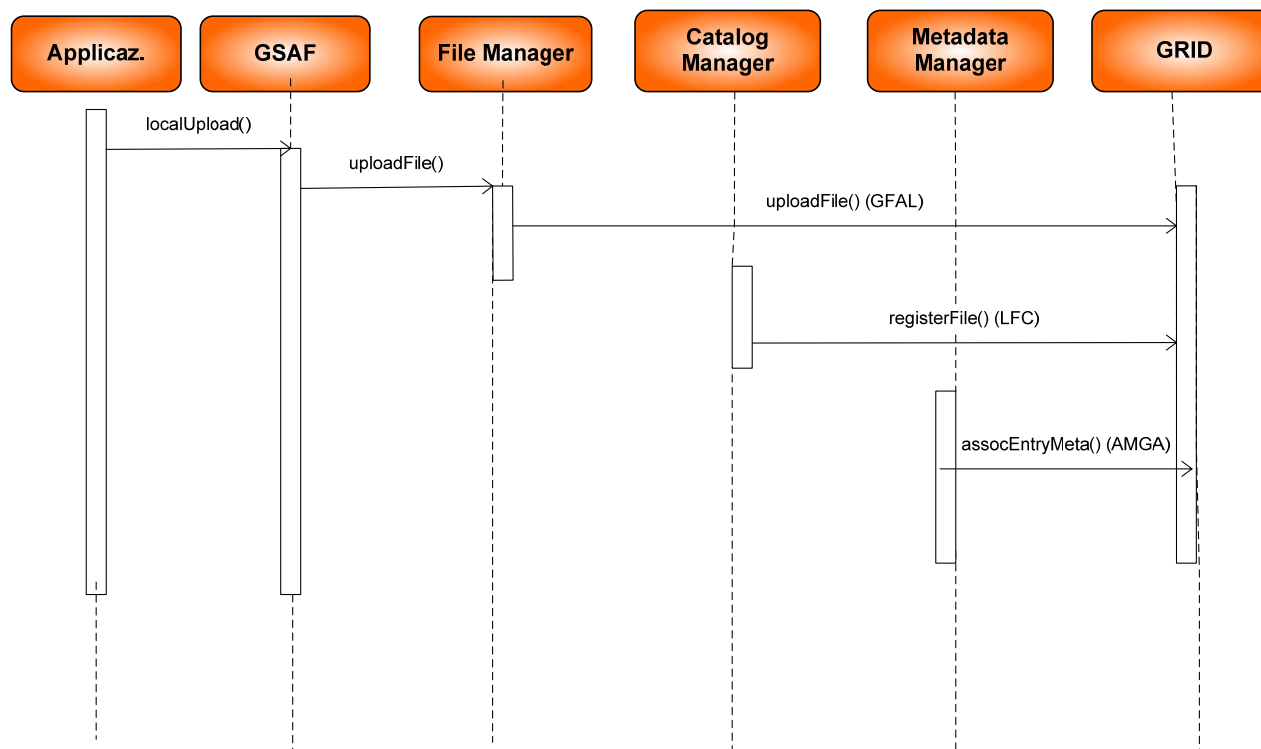 Applicaz.
GSAF
File Manager
Catalog
Manager
Metadata
Manager
GRID
localUpload()
uploadFile()
uploadFile() (GFAL)
registerFile() (LFC)
assocEntryMeta() (AMGA)